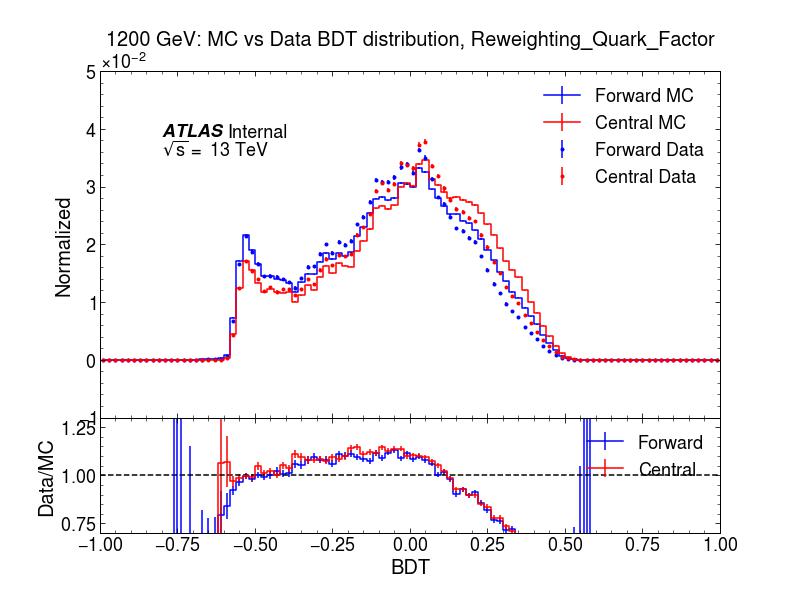 1200 GeV: MC vs Data BDT distribution, Reweighting_Quark_Factor
×10⁻²
5
4
3
2
1
0
−1
Normalized
ATLAS Internal
√s = 13 TeV
Forward MC
Central MC
Forward Data
Central Data
1.25
1.00
0.75
Data/MC
Forward
Central
−1.00 −0.75 −0.50 −0.25 0.00 0.25 0.50 0.75 1.00
BDT